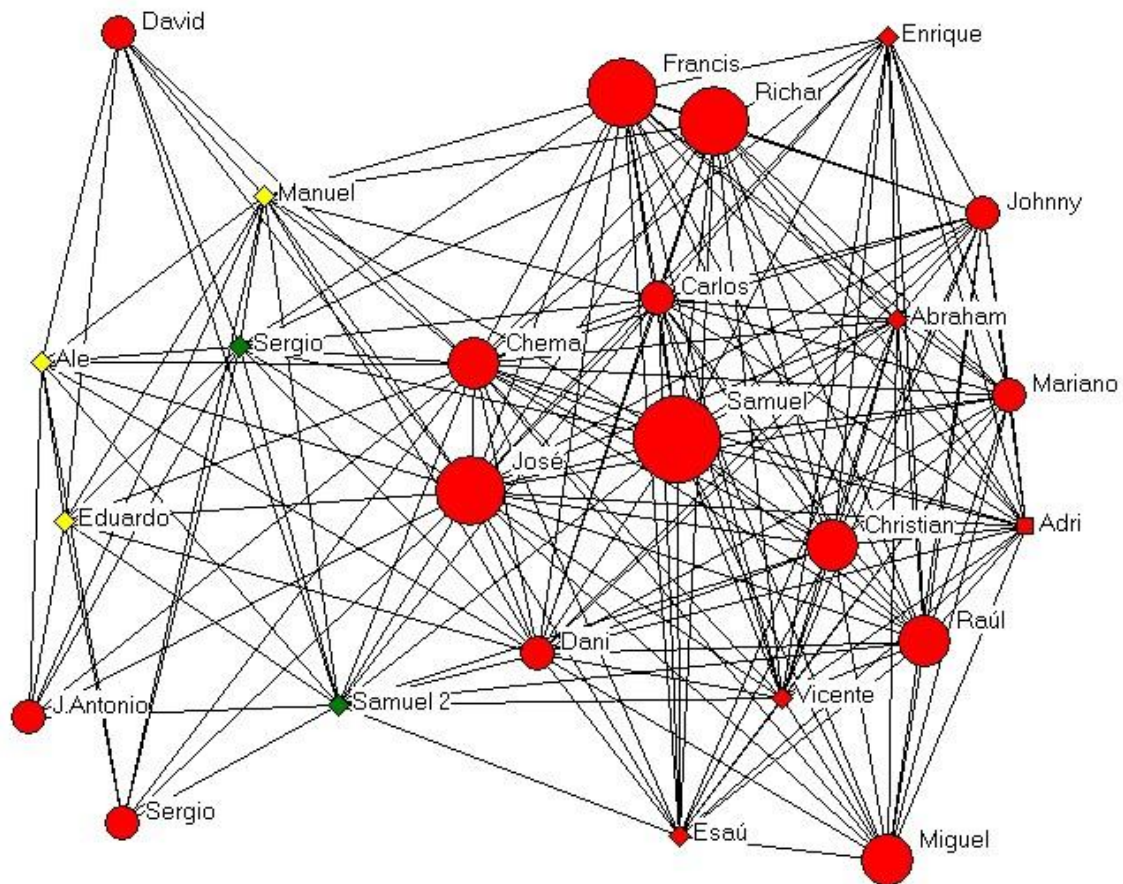 David
Enrique
Francis
Richar
Manuel
Johnny
Carlos
Abraham
Sergio
Chema
Ale
Mariano
Samuel
José
Eduardo
Christian
Adri
Raúl
Dani
Vicente
J.Antonio
Samuel 2
Sergio
Esaú
Miguel